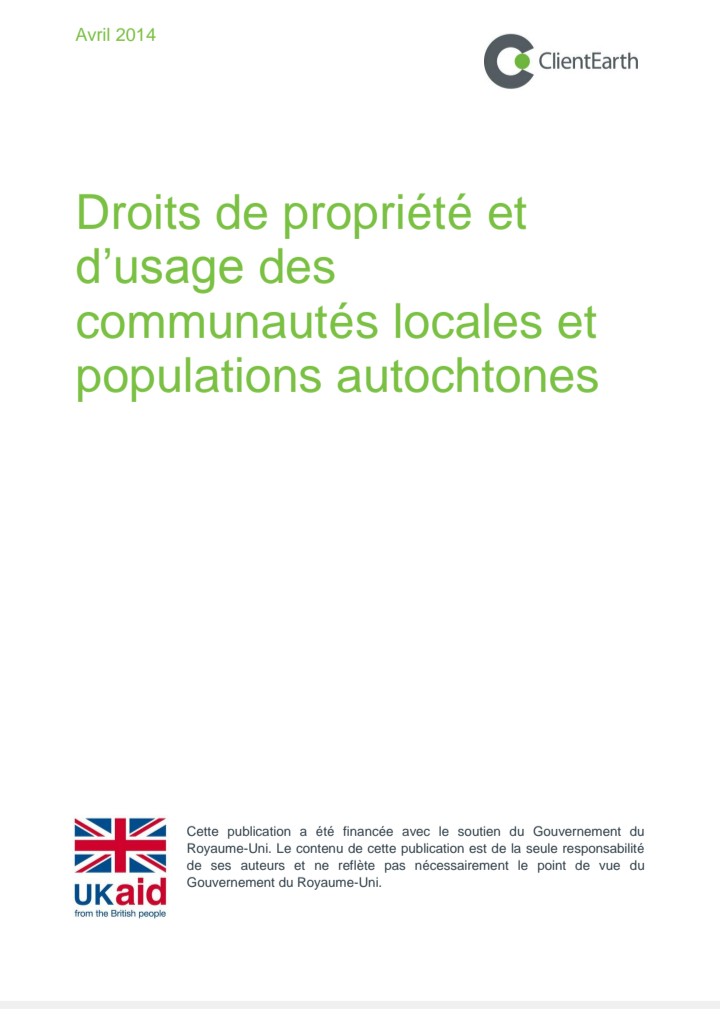 Avril 2014
ClientEarth
Droits de propriété et
d’usage des
communautés locales et
populations autochtones
Cette publication a été financée avec le soutien du Gouvernement du
Royaume-Uni. Le contenu de cette publication est de la seule responsabilité
de ses auteurs et ne reflète pas nécessairement le point de vue du
Gouvernement du Royaume-Uni.
UKaid
from the British people